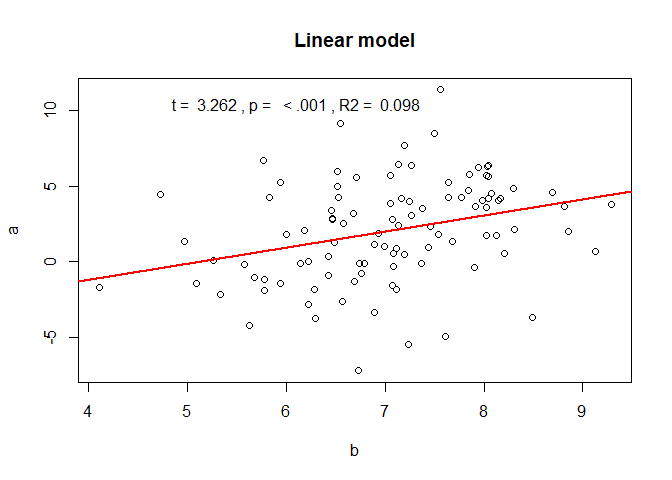 Linear model
t =  3.262 , p =   < .001 , R2 =  0.098
10
5
0
-5
a
4 5 6 7 8 9
b